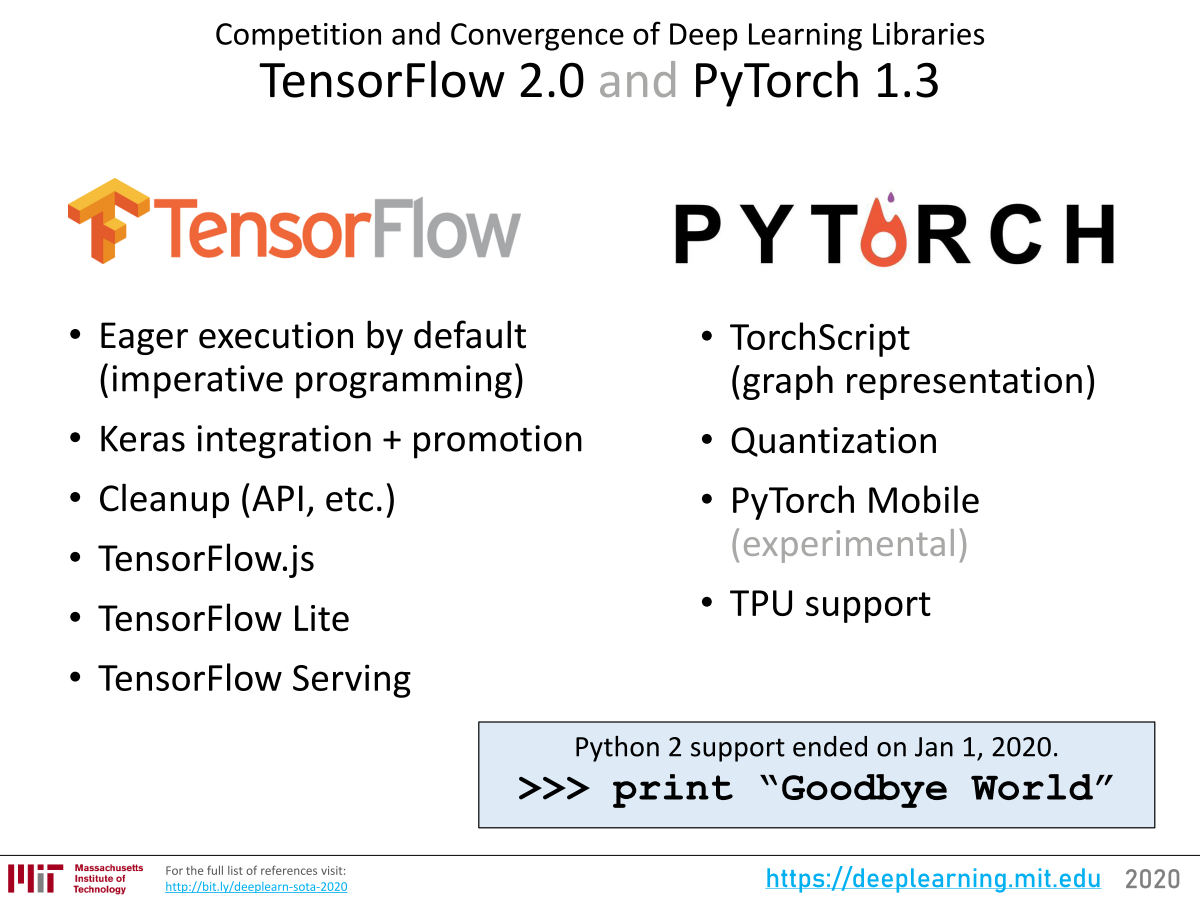 Competition and Convergence of Deep Learning Libraries
TensorFlow 2.0 and PyTorch 1.3
TensorFlow
PYTORCH
• Eager execution by default
(imperative programming)
• Keras integration + promotion
• Cleanup (API, etc.)
• TensorFlow.js
• TensorFlow Lite
• TensorFlow Serving
• TorchScript
(graph representation)
• Quantization
• PyTorch Mobile
(experimental)
• TPU support
Python 2 support ended on Jan 1, 2020.
>>> print “Goodbye World”
MIT
Massachusetts
Institute of
Technology
For the full list of references visit:
http://bit.ly/deeplearn-sota-2020
https://deeplearning.mit.edu 2020